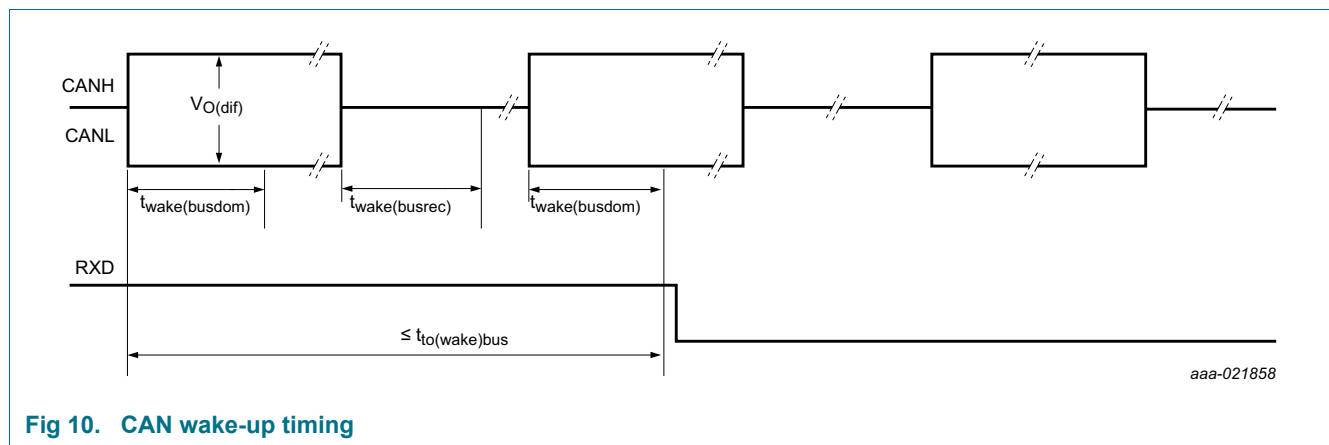 CANH
V_O(dif)
CANL
t_wake(busdom)
t_wake(busrec)
t_wake(busdom)
RXD
≤ t_to(wake)bus
aaa-021858
Fig 10. CAN wake-up timing